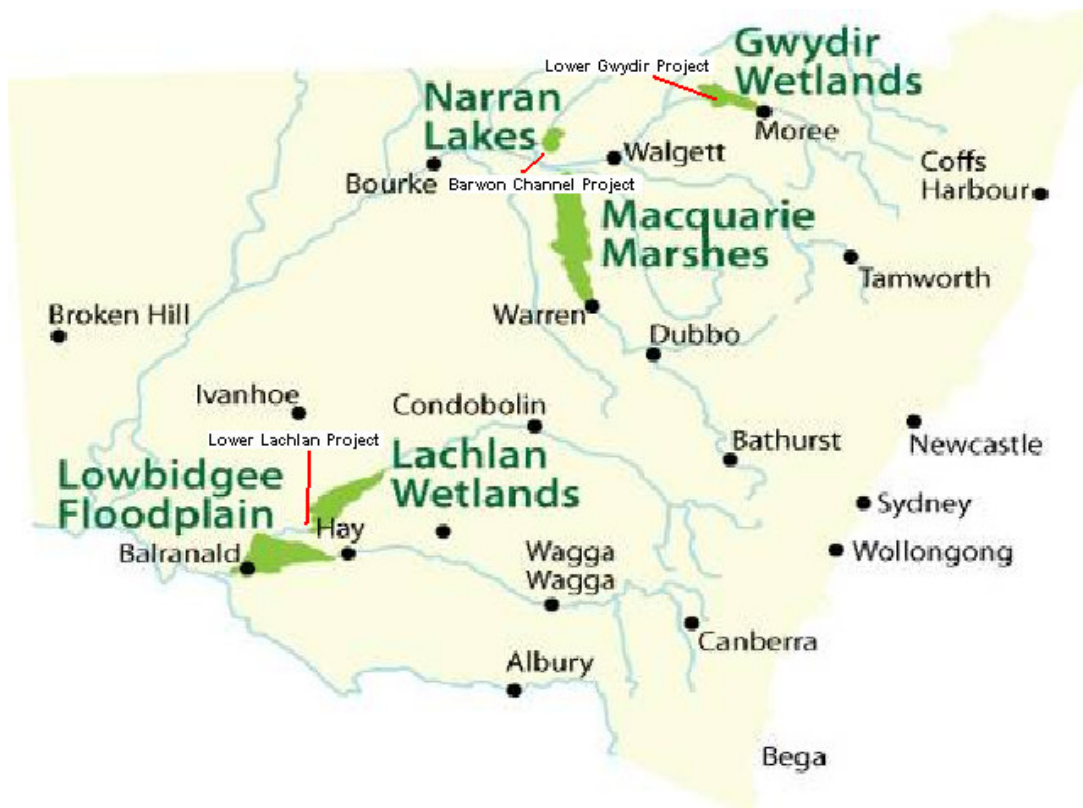 Gwydir
Wetlands
Lower Gwydir Project
Narran
Lakes
Moree
Walgett
Coffs
Harbour
Bourke
Barwon Channel Project
Macquarie
Marshes
Tamworth
Broken Hill
Warren
Dubbo
Ivanhoe
Condobolin
Newcastle
Bathurst
Lower Lachlan Project
Lachlan
Wetlands
Lowbidgee
Floodplain
Sydney
Hay
Balranald
Wagga
Wagga
Wollongong
Canberra
Albury
Bega